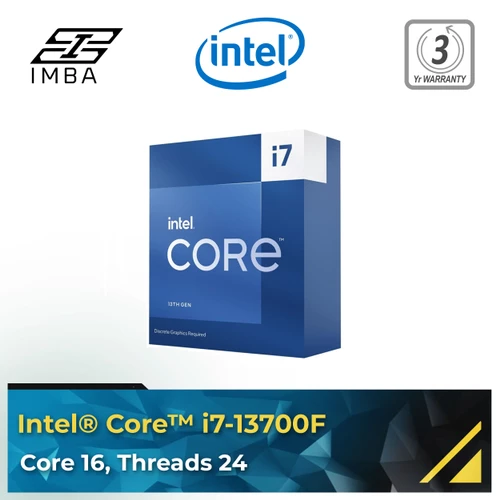 IMBA
intel
3
Yr WARRANTY
i7
intel
CORE™
13TH GEN
Discrete Graphics Required
Intel® Core™ i7-13700F
Core 16, Threads 24